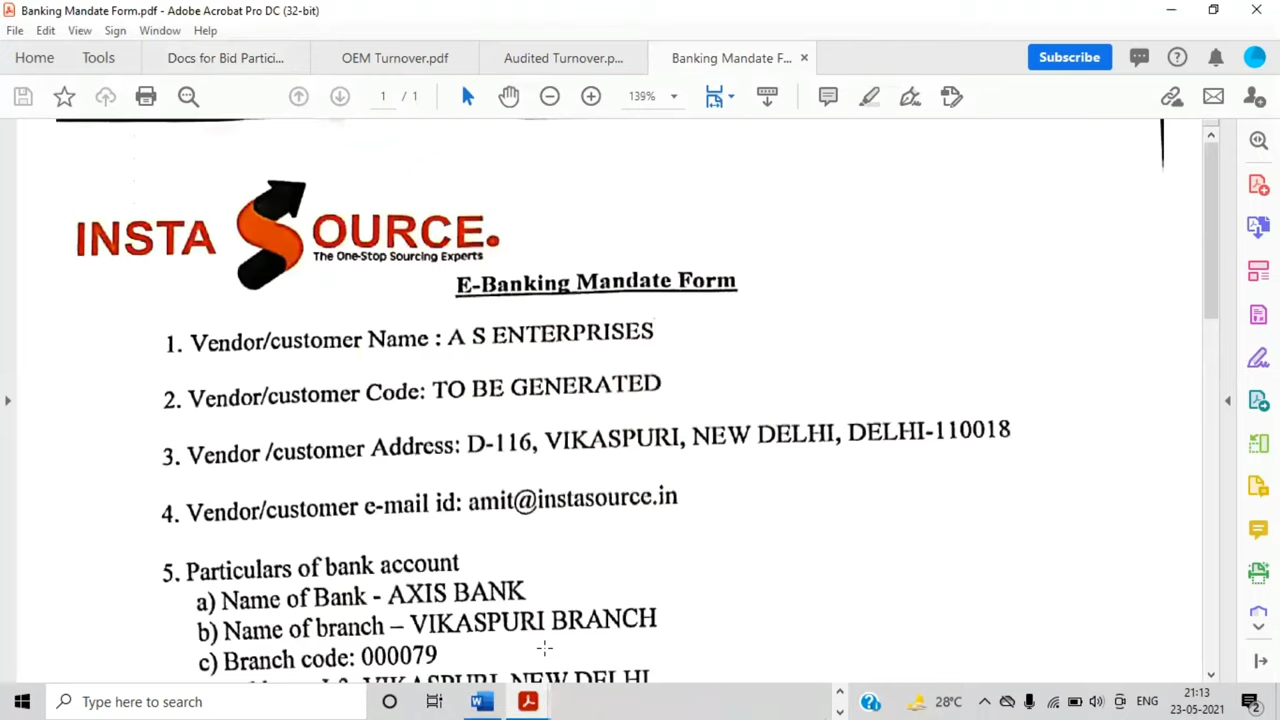 Banking Mandate Form.pdf - Adobe Acrobat Pro DC (32-bit)
File Edit View Sign Window Help
Home Tools Docs for Bid Partici... OEM Turnover.pdf Audited Turnover.p... Banking Mandate F... × Subscribe
1 / 1 139%
INSTA SOURCE.
The One-Stop Sourcing Experts
E-Banking Mandate Form
1. Vendor/customer Name : A S ENTERPRISES
2. Vendor/customer Code: TO BE GENERATED
3. Vendor /customer Address: D-116, VIKASPURI, NEW DELHI, DELHI-110018
4. Vendor/customer e-mail id: amit@instasource.in
5. Particulars of bank account
a) Name of Bank - AXIS BANK
b) Name of branch – VIKASPURI BRANCH
c) Branch code: 000079
VIKASPURI, NEW DELHI
Type here to search
28°C ENG 21:13
23-05-2021 2